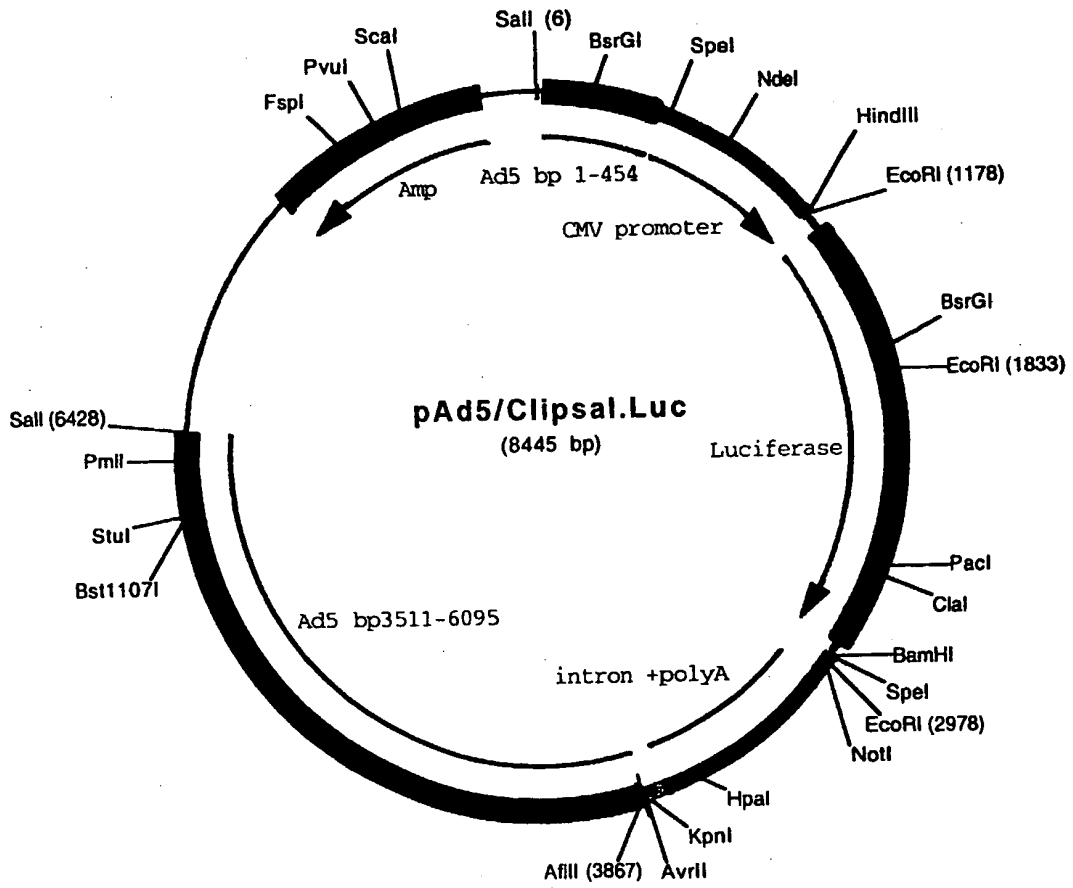 SalI (6)
BsrGI
SpeI
NdeI
HindIII
EcoRI (1178)
BsrGI
EcoRI (1833)
PacI
ClaI
BamHI
SpeI
EcoRI (2978)
NotI
HpaI
KpnI
AvrII
AflII (3867)
Bst1107I
StuI
PmlI
SalI (6428)
FspI
PvuI
ScaI
Amp
Ad5 bp 1-454
CMV promoter
Luciferase
intron +polyA
Ad5 bp3511-6095
pAd5/Clipsal.Luc
(8445 bp)